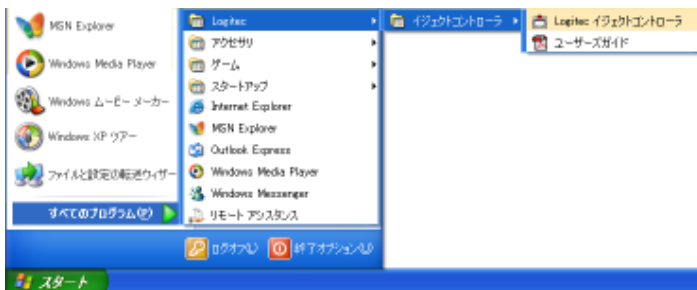 MSN Explorer
Windows Media Player
Windows ムービー メーカー
Windows XP ツアー
ファイルと設定の転送ウィザー
すべてのプログラム(P)
Logitec
アクセサリ
ゲーム
スタートアップ
Internet Explorer
MSN Explorer
Outlook Express
Windows Media Player
Windows Messenger
リモート アシスタンス
イジェクトコントローラ
Logitec イジェクトコントローラ
ユーザーズガイド
ログオフ(L)
終了オプション(U)
スタート